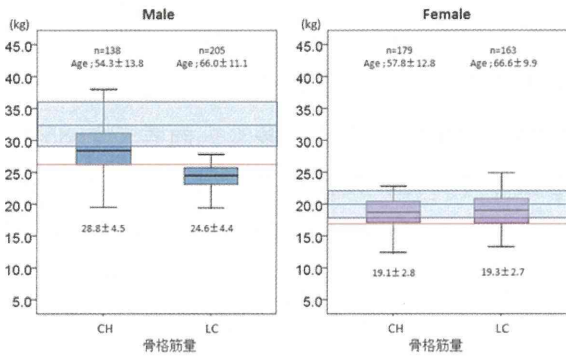 Male
(kg)
n=138
Age ; 54.3±13.8
n=205
Age ; 66.0±11.1
45.0
40.0
35.0
30.0
25.0
20.0
15.0
10.0
5.0
28.8±4.5
24.6±4.4
CH
LC
骨格筋量
Female
(kg)
n=179
Age ; 57.8±12.8
n=163
Age ; 66.6±9.9
45.0
40.0
35.0
30.0
25.0
20.0
15.0
10.0
5.0
19.1±2.8
19.3±2.7
CH
LC
骨格筋量